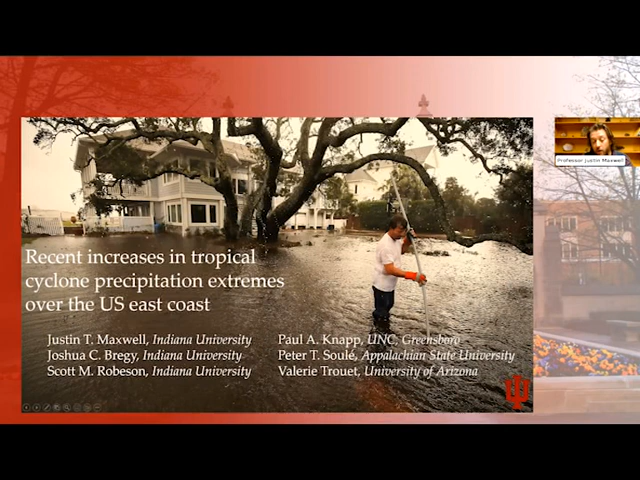 Professor Justin Maxwell
Recent increases in tropical
cyclone precipitation extremes
over the US east coast
Justin T. Maxwell, Indiana University
Joshua C. Bregy, Indiana University
Scott M. Robeson, Indiana University
Paul A. Knapp, UNC, Greensboro
Peter T. Soulé, Appalachian State University
Valerie Trouet, University of Arizona